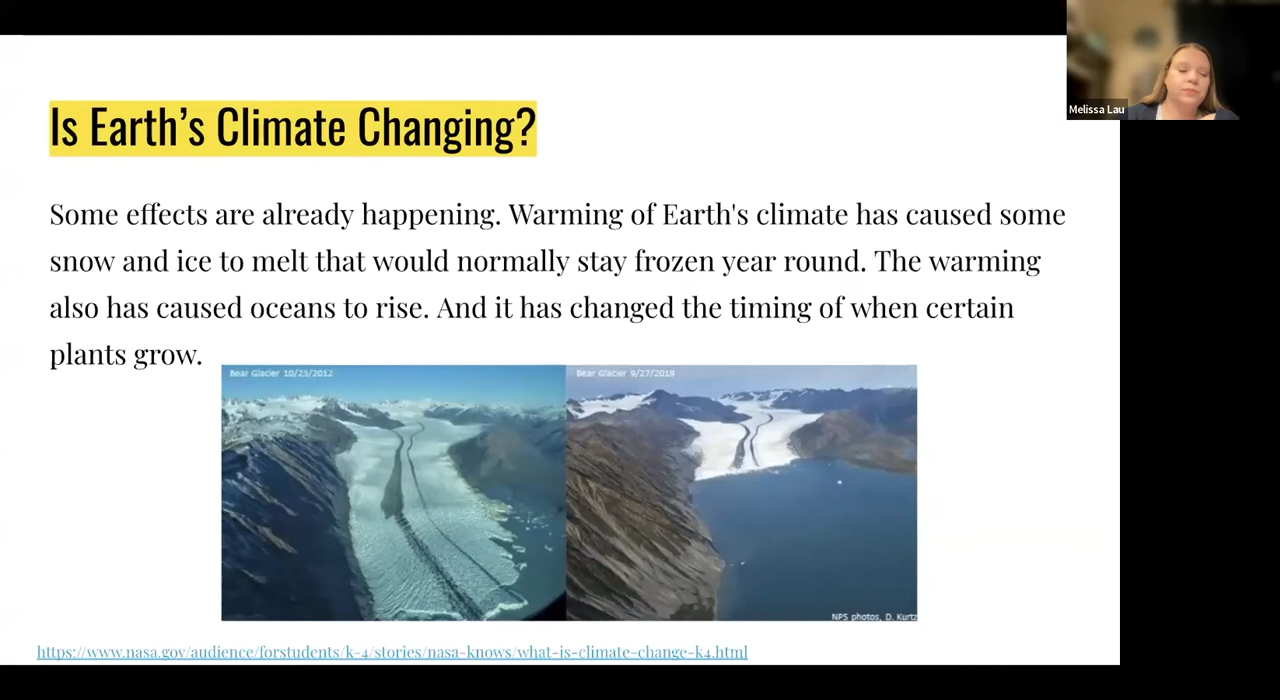 Melissa Lau
Is Earth’s Climate Changing?
Some effects are already happening. Warming of Earth's climate has caused some
snow and ice to melt that would normally stay frozen year round. The warming
also has caused oceans to rise. And it has changed the timing of when certain
plants grow.
Bear Glacier 10/23/2012
Bear Glacier 9/27/2019
NPS photos, D. Kurtz
https://www.nasa.gov/audience/forstudents/k-4/stories/nasa-knows/what-is-climate-change-k4.html